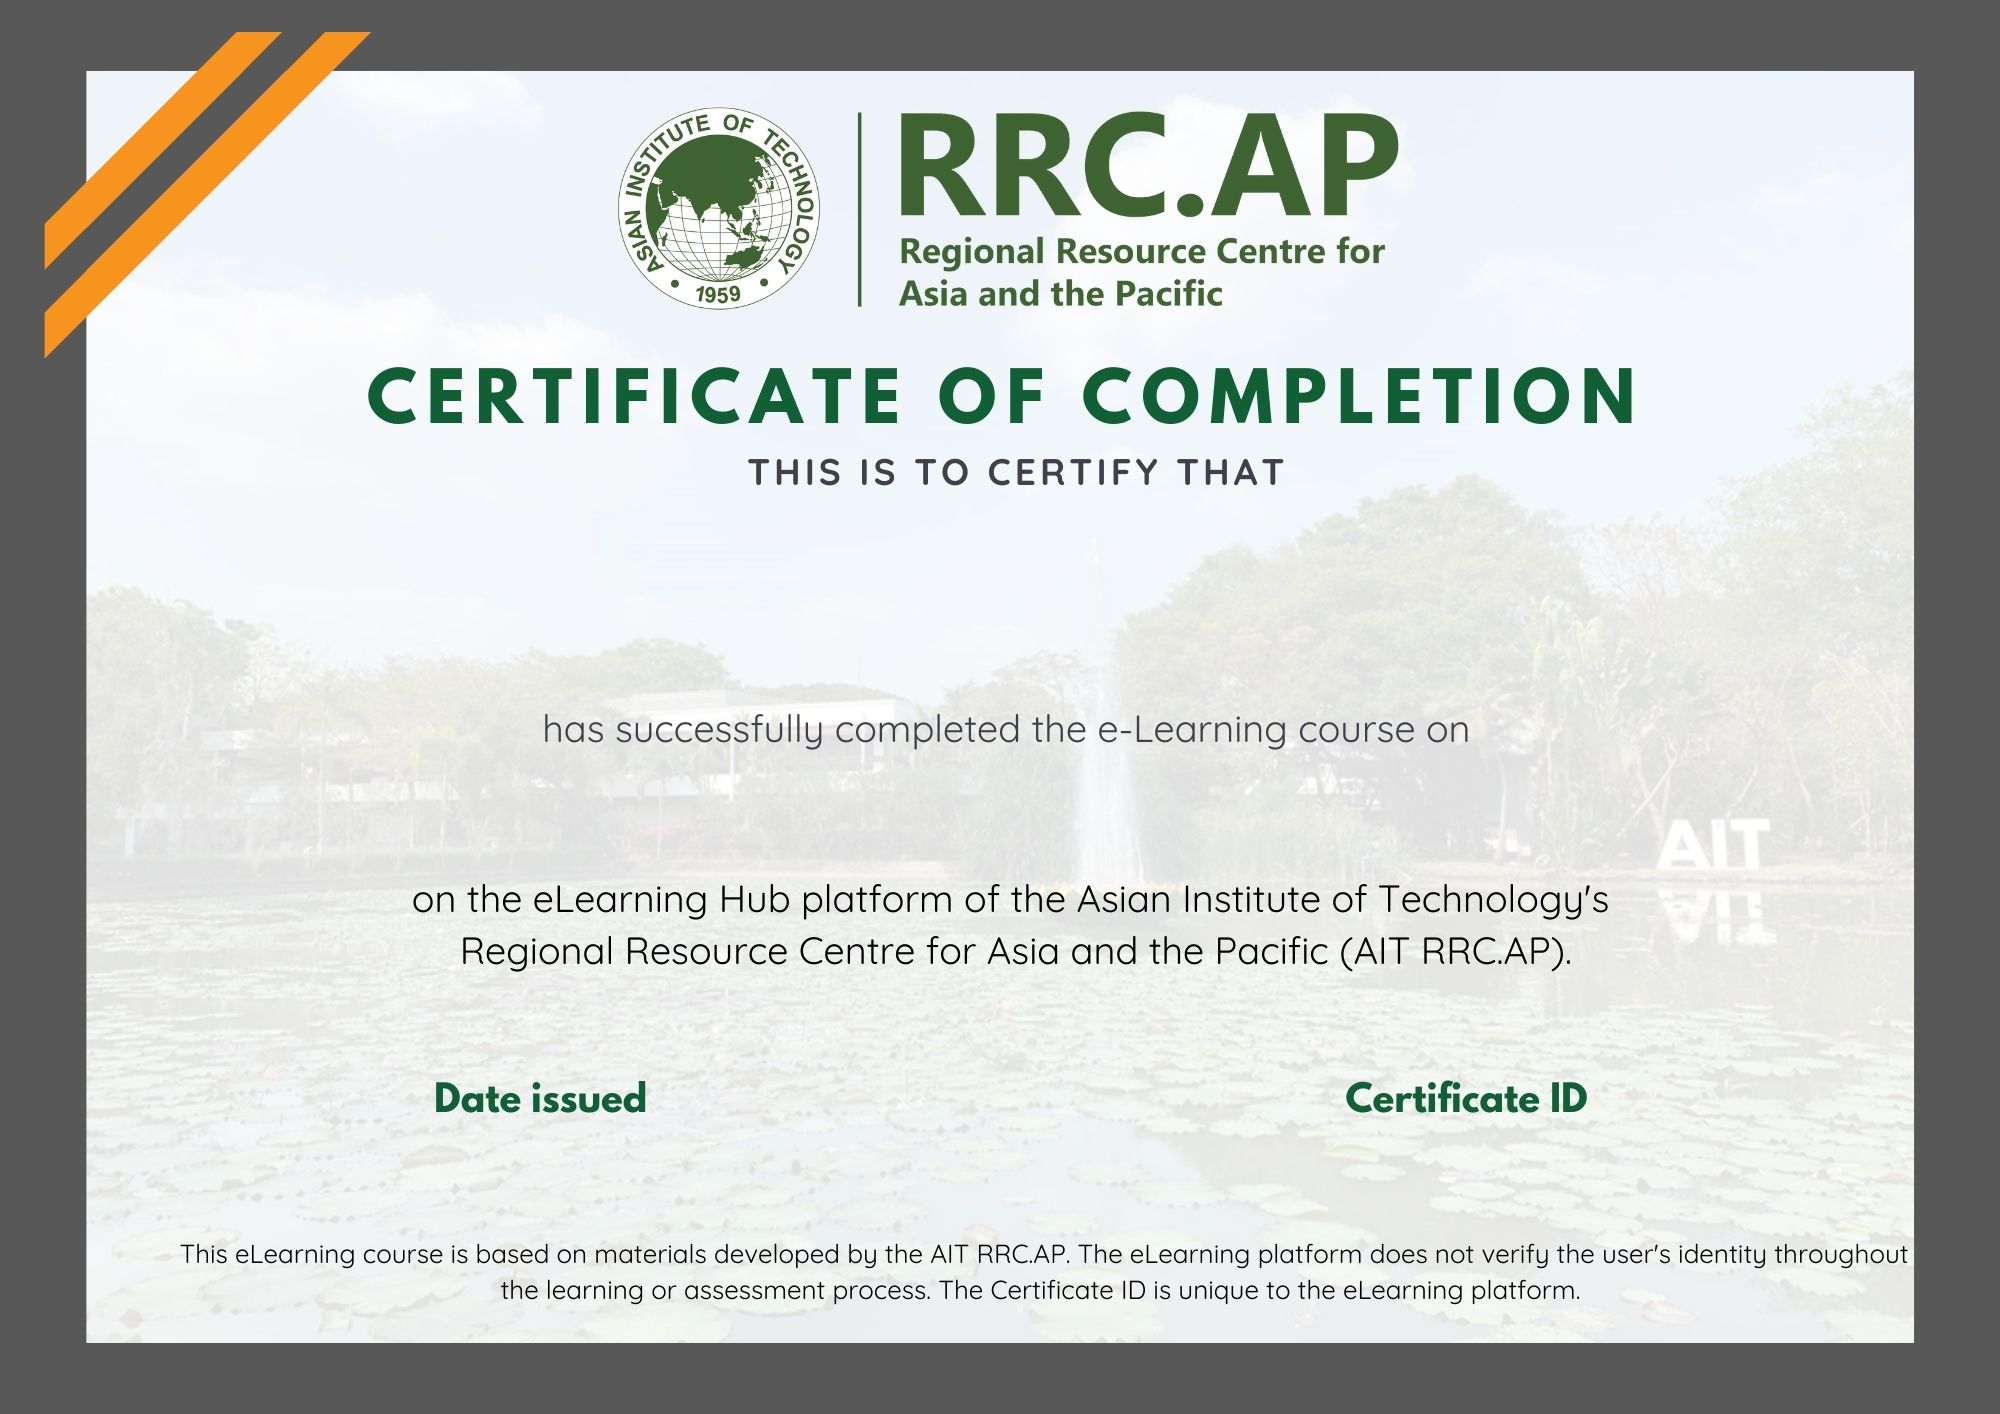 ASIAN INSTITUTE OF TECHNOLOGY
1959
RRC.AP
Regional Resource Centre for
Asia and the Pacific
CERTIFICATE OF COMPLETION
THIS IS TO CERTIFY THAT
has successfully completed the e-Learning course on
AIT
on the eLearning Hub platform of the Asian Institute of Technology's
Regional Resource Centre for Asia and the Pacific (AIT RRC.AP).
Date issued
Certificate ID
This eLearning course is based on materials developed by the AIT RRC.AP. The eLearning platform does not verify the user's identity throughout
the learning or assessment process. The Certificate ID is unique to the eLearning platform.